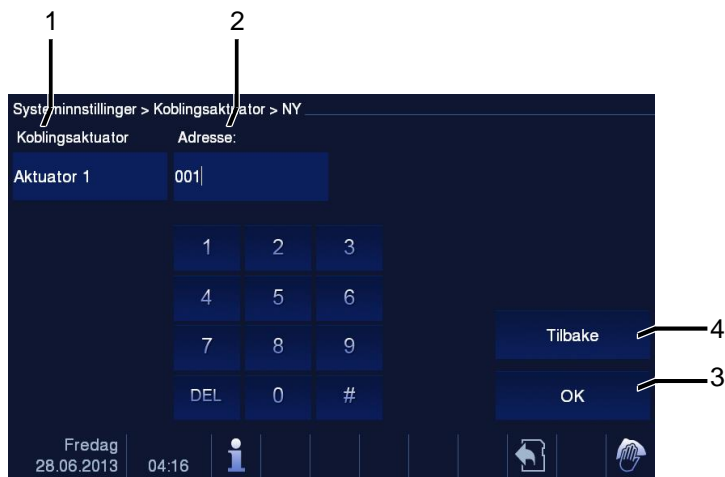 1 2
Systeminnstillinger > Koblingsaktuator > NY
Koblingsaktuator Adresse:
Aktuator 1 001
1 2 3
4 5 6
7 8 9
Tilbake 4
DEL 0 #
OK 3
Fredag
28.06.2013 04:16